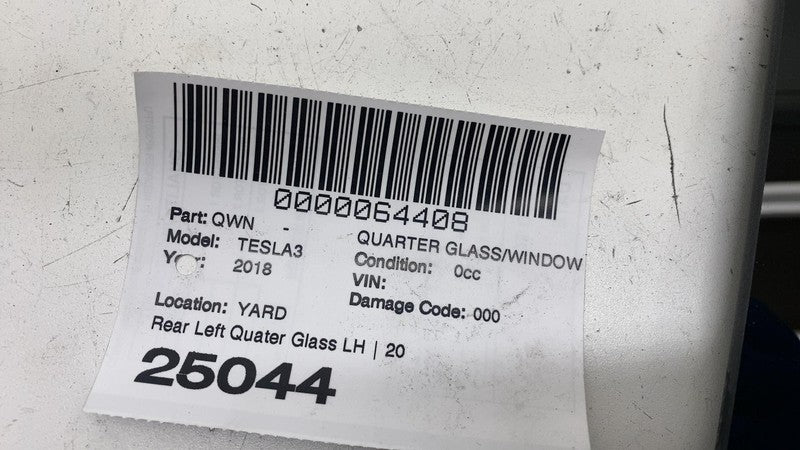 0000064408
Part: QWN - QUARTER GLASS/WINDOW
Model: TESLA3 Condition: 0cc
Year: 2018 VIN:
Location: YARD Damage Code: 000
Rear Left Quater Glass LH | 20
25044